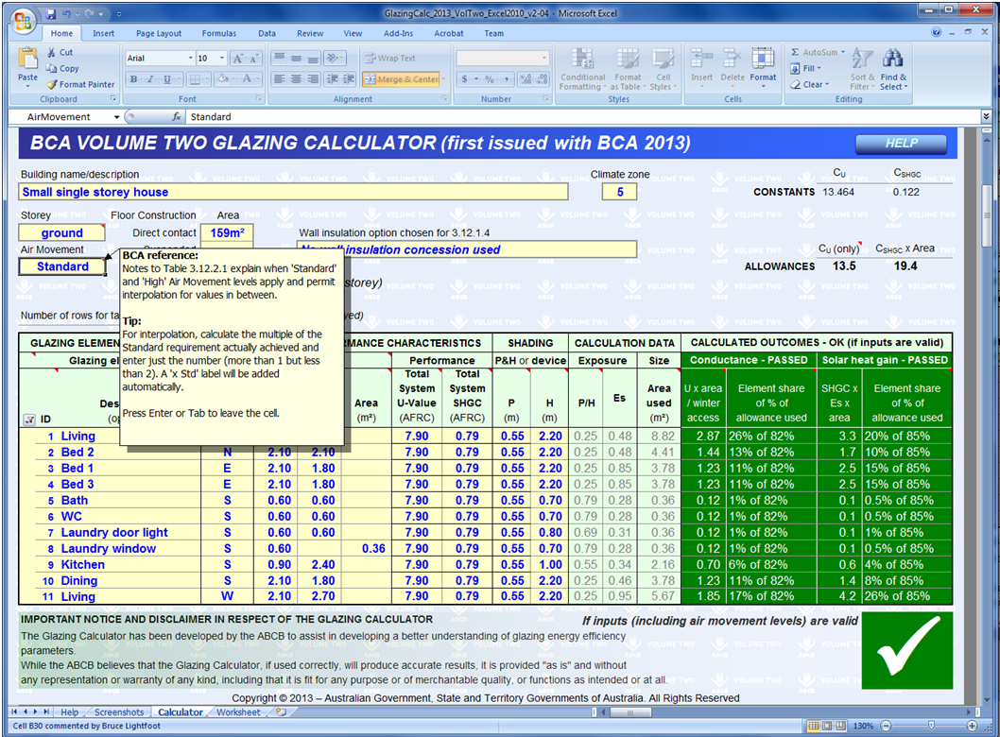 GlazingCalc_2013_VolTwo_Excel2010_v2-04 - Microsoft Excel
Home Insert Page Layout Formulas Data Review View Add-Ins Acrobat Team
Paste
Cut
Copy
Format Painter
Clipboard
Arial 10
B I U
Font
Wrap Text
Merge & Center
Alignment
$ % ,
Number
Conditional Formatting
Format as Table
Cell Styles
Styles
Insert Delete Format
Cells
Σ AutoSum
Fill
Clear
Sort & Filter
Find & Select
Editing
AirMovement fx Standard
BCA VOLUME TWO GLAZING CALCULATOR (first issued with BCA 2013)
HELP
Building name/description Climate zone CU CSHGC
Small single storey house 5 CONSTANTS 13.464 0.122
Storey Floor Construction Area
ground Direct contact 159m² Wall insulation option chosen for 3.12.1.4
Air Movement No wall insulation concession used CU (only) CSHGC x Area
Standard ALLOWANCES 13.5 19.4
storey)
Number of rows for ta yed)
BCA reference:
Notes to Table 3.12.2.1 explain when 'Standard'
and 'High' Air Movement levels apply and permit
interpolation for values in between.
Tip:
For interpolation, calculate the multiple of the
Standard requirement actually achieved and
enter just the number (more than 1 but less
than 2). A 'x Std' label will be added
automatically.
Press Enter or Tab to leave the cell.
GLAZING ELEMEN MANCE CHARACTERISTICS SHADING CALCULATION DATA CALCULATED OUTCOMES - OK (if inputs are valid)
Glazing el Performance P&H or device Exposure Size Conductance - PASSED Solar heat gain - PASSED
ID Des (op Area (m²) Total System U-Value (AFRC) Total System SHGC (AFRC) P (m) H (m) P/H Es Area used (m²) U x area / winter access Element share of % of allowance used SHGC x Es x area Element share of % of allowance used
1 Living 7.90 0.79 0.55 2.20 0.25 0.48 8.82 2.87 26% of 82% 3.3 20% of 85%
2 Bed 2 N 2.10 2.10 7.90 0.79 0.55 2.20 0.25 0.48 4.41 1.44 13% of 82% 1.7 10% of 85%
3 Bed 1 E 2.10 1.80 7.90 0.79 0.55 2.20 0.25 0.85 3.78 1.23 11% of 82% 2.5 15% of 85%
4 Bed 3 E 2.10 1.80 7.90 0.79 0.55 2.20 0.25 0.85 3.78 1.23 11% of 82% 2.5 15% of 85%
5 Bath S 0.60 0.60 7.90 0.79 0.55 0.70 0.79 0.28 0.36 0.12 1% of 82% 0.1 0.5% of 85%
6 WC S 0.60 0.60 7.90 0.79 0.55 0.70 0.79 0.28 0.36 0.12 1% of 82% 0.1 0.5% of 85%
7 Laundry door light S 0.60 0.60 7.90 0.79 0.55 0.80 0.69 0.31 0.36 0.12 1% of 82% 0.1 1% of 85%
8 Laundry window S 0.60 0.36 7.90 0.79 0.55 0.70 0.79 0.28 0.36 0.12 1% of 82% 0.1 0.5% of 85%
9 Kitchen S 0.90 2.40 7.90 0.79 0.55 1.00 0.55 0.34 2.16 0.70 6% of 82% 0.6 4% of 85%
10 Dining S 2.10 1.80 7.90 0.79 0.55 2.20 0.25 0.46 3.78 1.23 11% of 82% 1.4 8% of 85%
11 Living W 2.10 2.70 7.90 0.79 0.55 2.20 0.25 0.95 5.67 1.85 17% of 82% 4.2 26% of 85%
IMPORTANT NOTICE AND DISCLAIMER IN RESPECT OF THE GLAZING CALCULATOR
If inputs (including air movement levels) are valid
The Glazing Calculator has been developed by the ABCB to assist in developing a better understanding of glazing energy efficiency
parameters.
While the ABCB believes that the Glazing Calculator, if used correctly, will produce accurate results, it is provided "as is" and without
any representation or warranty of any kind, including that it is fit for any purpose or of merchantable quality, or functions as intended or at all.
Copyright © 2013 – Australian Government, State and Territory Governments of Australia. All Rights Reserved
Help Screenshots Calculator Worksheet
Cell B30 commented by Bruce Lightfoot 130%